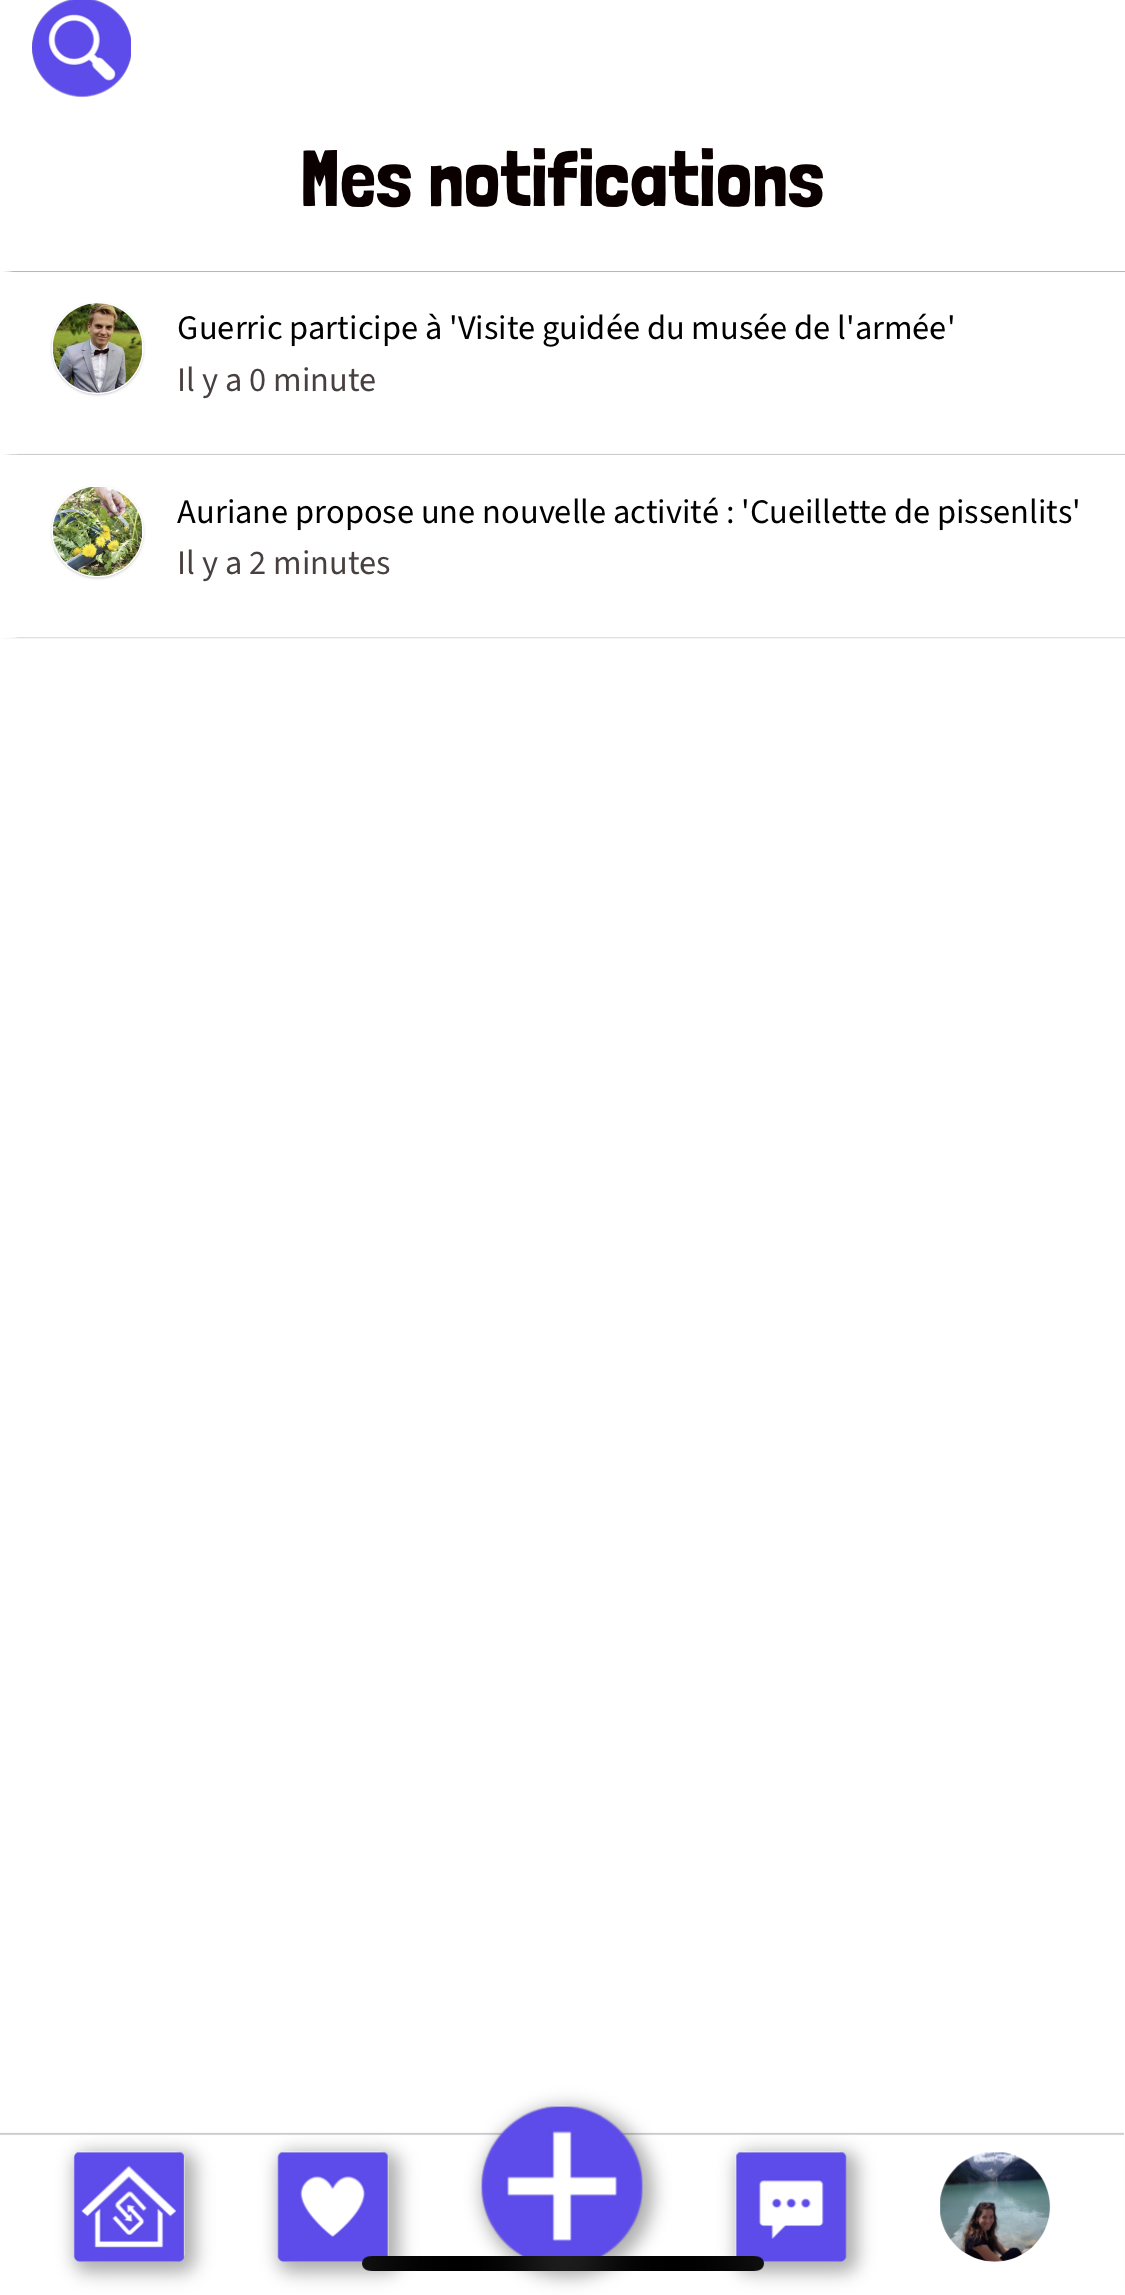 Mes notifications
Guerric participe à 'Visite guidée du musée de l'armée'
Il y a 0 minute
Auriane propose une nouvelle activité : 'Cueillette de pissenlits'
Il y a 2 minutes